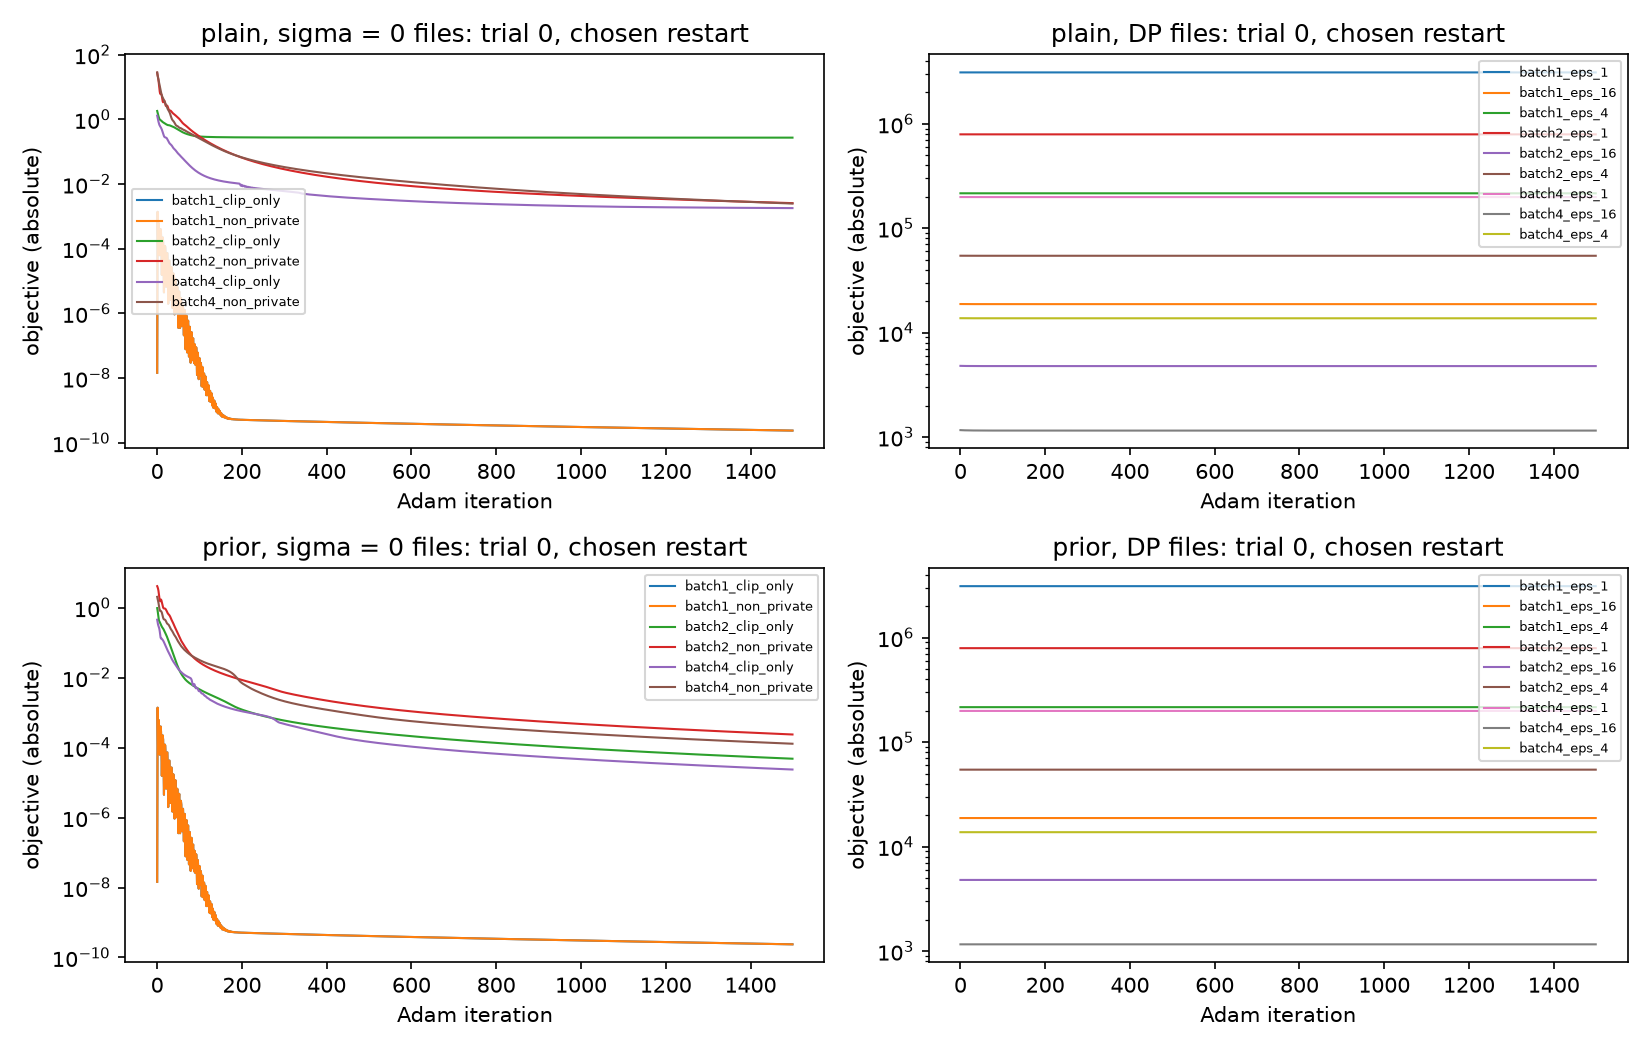 plain, sigma = 0 files: trial 0, chosen restart
objective (absolute)
10^2
10^0
10^−2
10^−4
10^−6
10^−8
10^−10
batch1_clip_only
batch1_non_private
batch2_clip_only
batch2_non_private
batch4_clip_only
batch4_non_private
0 200 400 600 800 1000 1200 1400
Adam iteration
plain, DP files: trial 0, chosen restart
objective (absolute)
10^6
10^5
10^4
10^3
batch1_eps_1
batch1_eps_16
batch1_eps_4
batch2_eps_1
batch2_eps_16
batch2_eps_4
batch4_eps_1
batch4_eps_16
batch4_eps_4
0 200 400 600 800 1000 1200 1400
Adam iteration
prior, sigma = 0 files: trial 0, chosen restart
objective (absolute)
10^0
10^−2
10^−4
10^−6
10^−8
10^−10
batch1_clip_only
batch1_non_private
batch2_clip_only
batch2_non_private
batch4_clip_only
batch4_non_private
0 200 400 600 800 1000 1200 1400
Adam iteration
prior, DP files: trial 0, chosen restart
objective (absolute)
10^6
10^5
10^4
10^3
batch1_eps_1
batch1_eps_16
batch1_eps_4
batch2_eps_1
batch2_eps_16
batch2_eps_4
batch4_eps_1
batch4_eps_16
batch4_eps_4
0 200 400 600 800 1000 1200 1400
Adam iteration